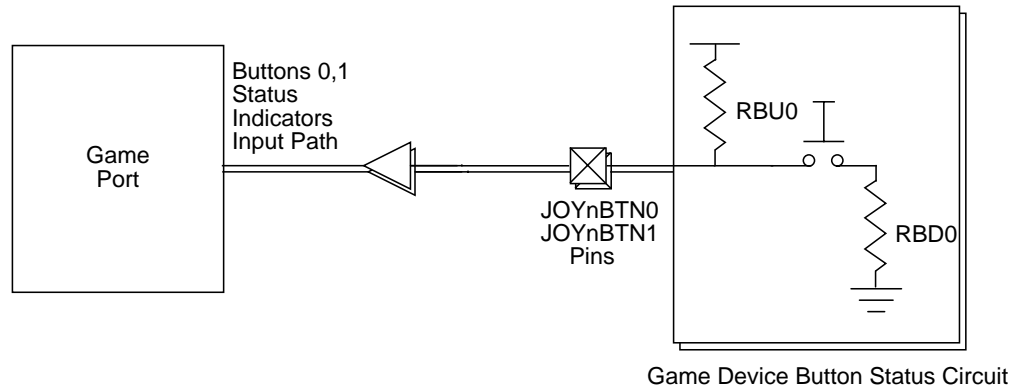 Buttons 0,1
Status
Indicators
Input Path
Game
Port
RBU0
JOYnBTN0
JOYnBTN1
Pins
RBD0
Game Device Button Status Circuit